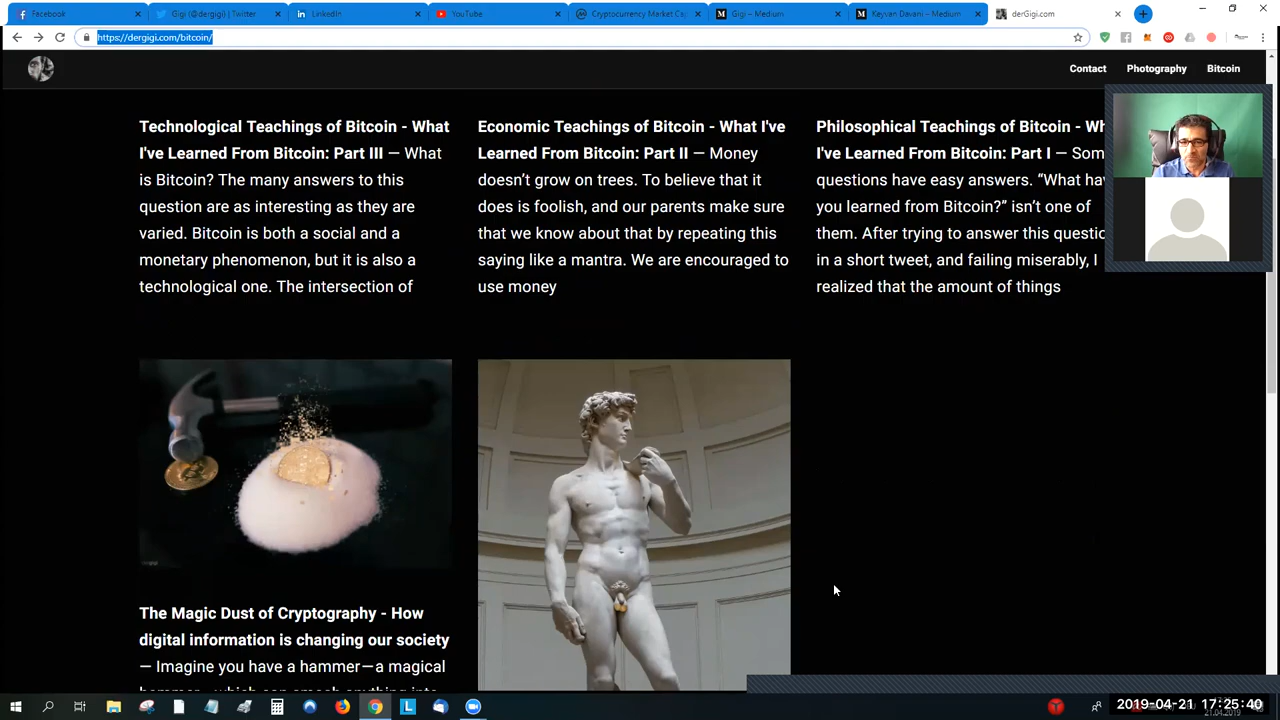 Facebook
Gigi (@dergigi) | Twitter
LinkedIn
YouTube
Cryptocurrency Market Ca
Gigi – Medium
Keyvan Davani – Medium
derGigi.com
https://dergigi.com/bitcoin/
Contact
Photography
Bitcoin
Technological Teachings of Bitcoin - What
I've Learned From Bitcoin: Part III — What
is Bitcoin? The many answers to this
question are as interesting as they are
varied. Bitcoin is both a social and a
monetary phenomenon, but it is also a
technological one. The intersection of
Economic Teachings of Bitcoin - What I've
Learned From Bitcoin: Part II — Money
doesn't grow on trees. To believe that it
does is foolish, and our parents make sure
that we know about that by repeating this
saying like a mantra. We are encouraged to
use money
Philosophical Teachings of Bitcoin - Wh
I've Learned From Bitcoin: Part I — Som
questions have easy answers. “What hav
you learned from Bitcoin?” isn't one of
them. After trying to answer this questio
in a short tweet, and failing miserably, I
realized that the amount of things
The Magic Dust of Cryptography - How
digital information is changing our society
— Imagine you have a hammer—a magical
2019-04-21 17:25:40